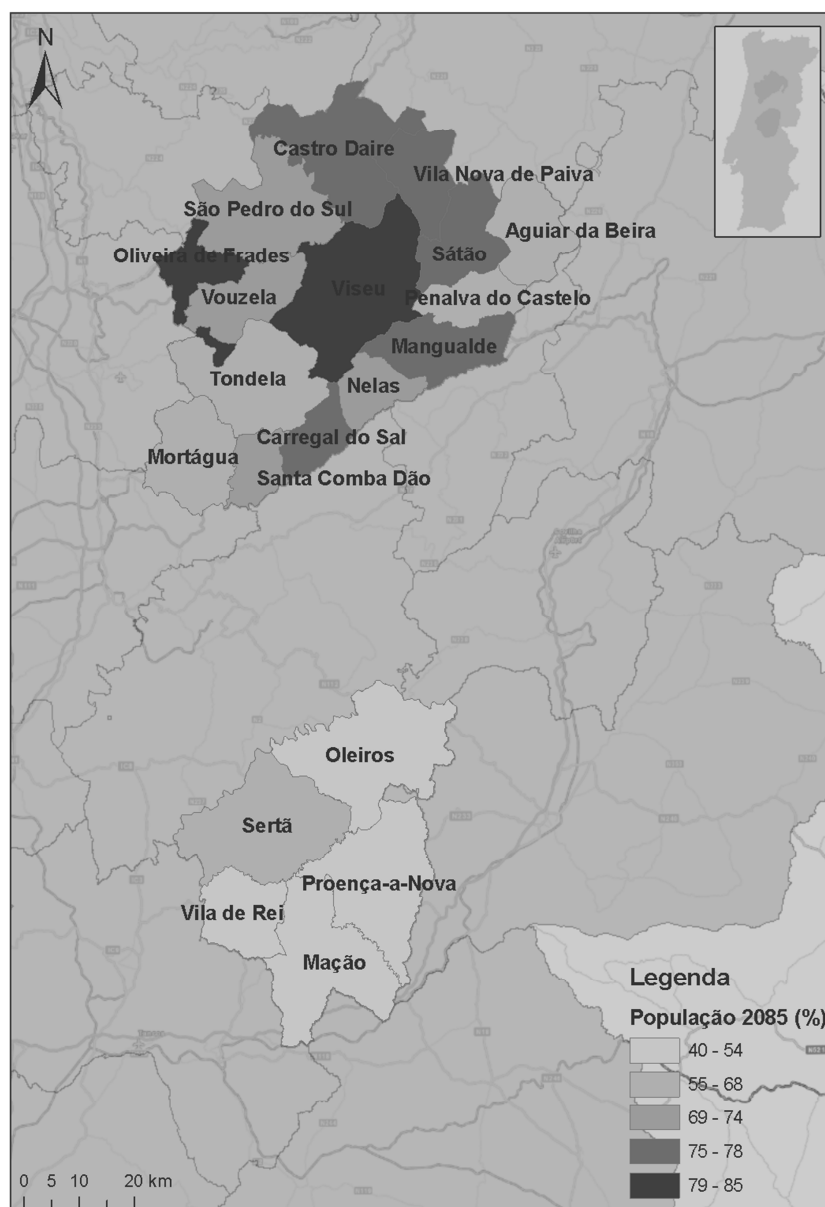 N
Castro Daire
Vila Nova de Paiva
São Pedro do Sul
Aguiar da Beira
Oliveira de Frades
Sátão
Vouzela
Viseu
Penalva do Castelo
Mangualde
Tondela
Nelas
Carregal do Sal
Mortágua
Santa Comba Dão
Oleiros
Sertã
Proença-a-Nova
Vila de Rei
Mação
Legenda
População 2085 (%)
40 - 54
55 - 68
69 - 74
75 - 78
79 - 85
0 5 10 20 km